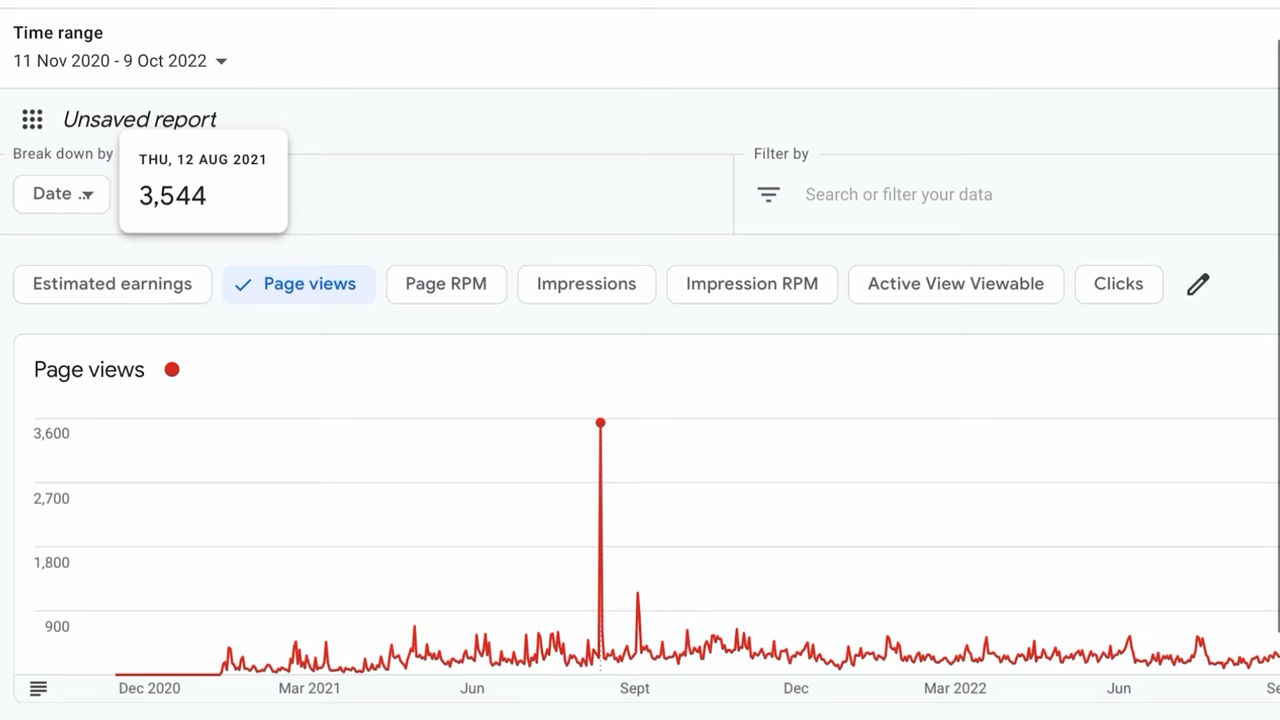 Time range
11 Nov 2020 - 9 Oct 2022
Unsaved report
Break down by
THU, 12 AUG 2021
3,544
Filter by
Date ..
Search or filter your data
Estimated earnings
Page views
Page RPM
Impressions
Impression RPM
Active View Viewable
Clicks
Page views
3,600
2,700
1,800
900
Dec 2020
Mar 2021
Jun
Sept
Dec
Mar 2022
Jun
Se